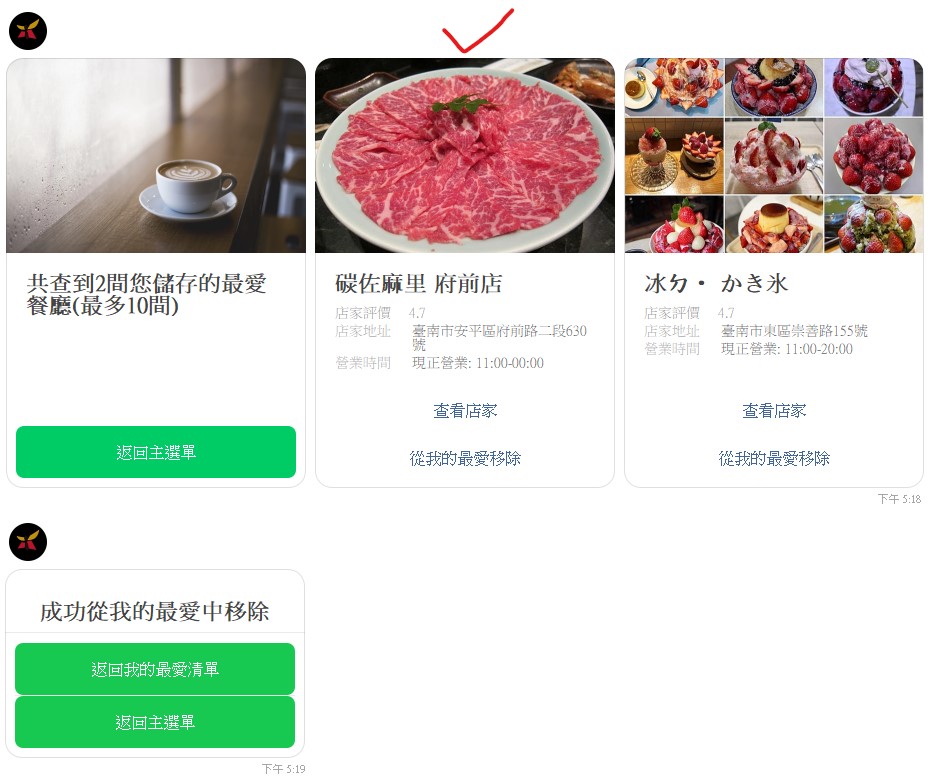 共查到2間您儲存的最愛
餐廳(最多10間)
返回主選單
碳佐麻里 府前店
店家評價 4.7
店家地址 臺南市安平區府前路二段630
號
營業時間 現正營業: 11:00-00:00
查看店家
從我的最愛移除
冰ㄉ・ かき氷
店家評價 4.7
店家地址 臺南市東區崇善路155號
營業時間 現正營業: 11:00-20:00
查看店家
從我的最愛移除
下午 5:18
成功從我的最愛中移除
返回我的最愛清單
返回主選單
下午 5:19